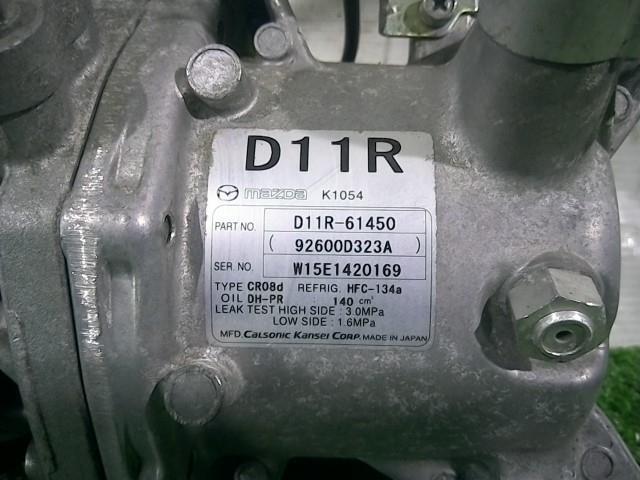 D11R
mazda K1054
PART NO. D11R-61450
( 92600D323A )
SER NO. W15E1420169
TYPE CR08d REFRIG. HFC-134a
OIL DH-PR : 140 cm³
LEAK TEST HIGH SIDE : 3.0MPa
LOW SIDE : 1.6MPa
MFD. CALSONIC KANSEI CORP. MADE IN JAPAN